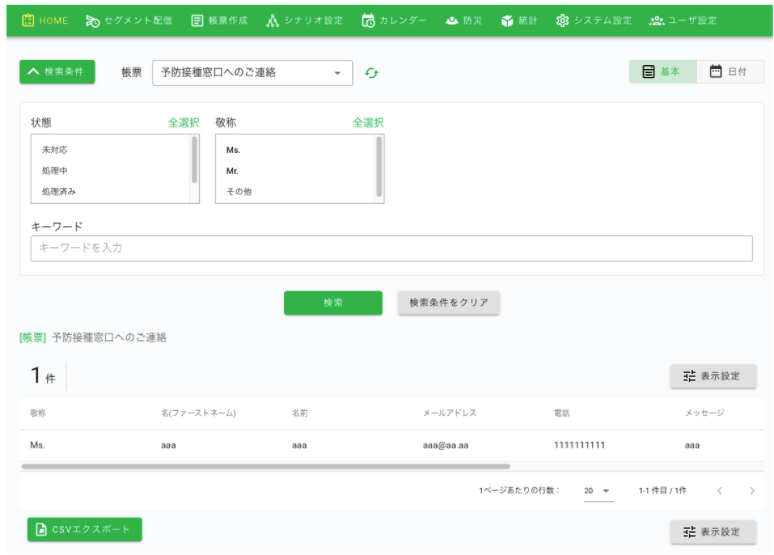 HOME セグメント配信 帳票作成 シナリオ設定 カレンダー 防災 統計 システム設定 ユーザ設定
検索条件 帳票 予防接種窓口へのご連絡 基本 日付
状態 全選択 敬称 全選択
未対応 Ms.
処理中 Mr.
処理済み その他
キーワード
キーワードを入力
検索 検索条件をクリア
[帳票] 予防接種窓口へのご連絡
1 件 表示設定
敬称 名(ファーストネーム) 名前 メールアドレス 電話 メッセージ
Ms. aaa aaa aaa@aa.aa 1111111111 aaa
1ページあたりの行数： 20 1-1 件目 / 1件
CSVエクスポート 表示設定